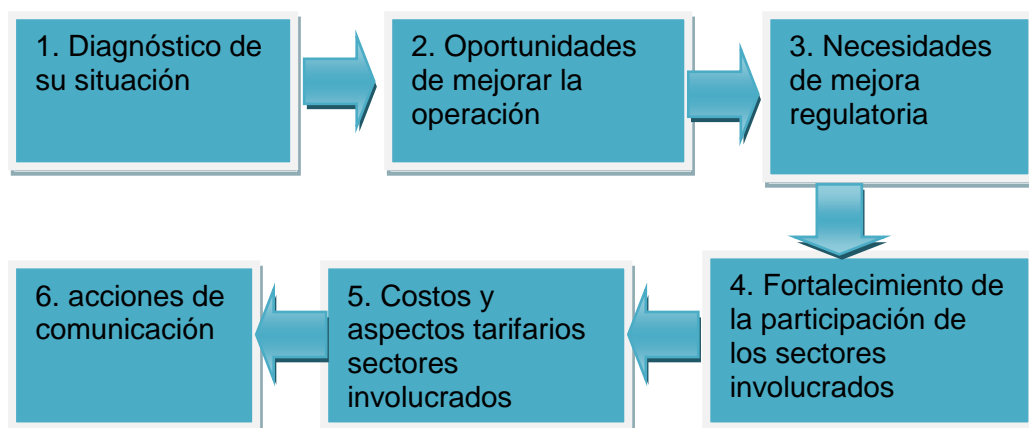 1. Diagnóstico de
su situación
2. Oportunidades
de mejorar la
operación
3. Necesidades
de mejora
regulatoria
4. Fortalecimiento de
la participación de
los sectores
involucrados
5. Costos y
aspectos tarifarios
sectores
involucrados
6. acciones de
comunicación